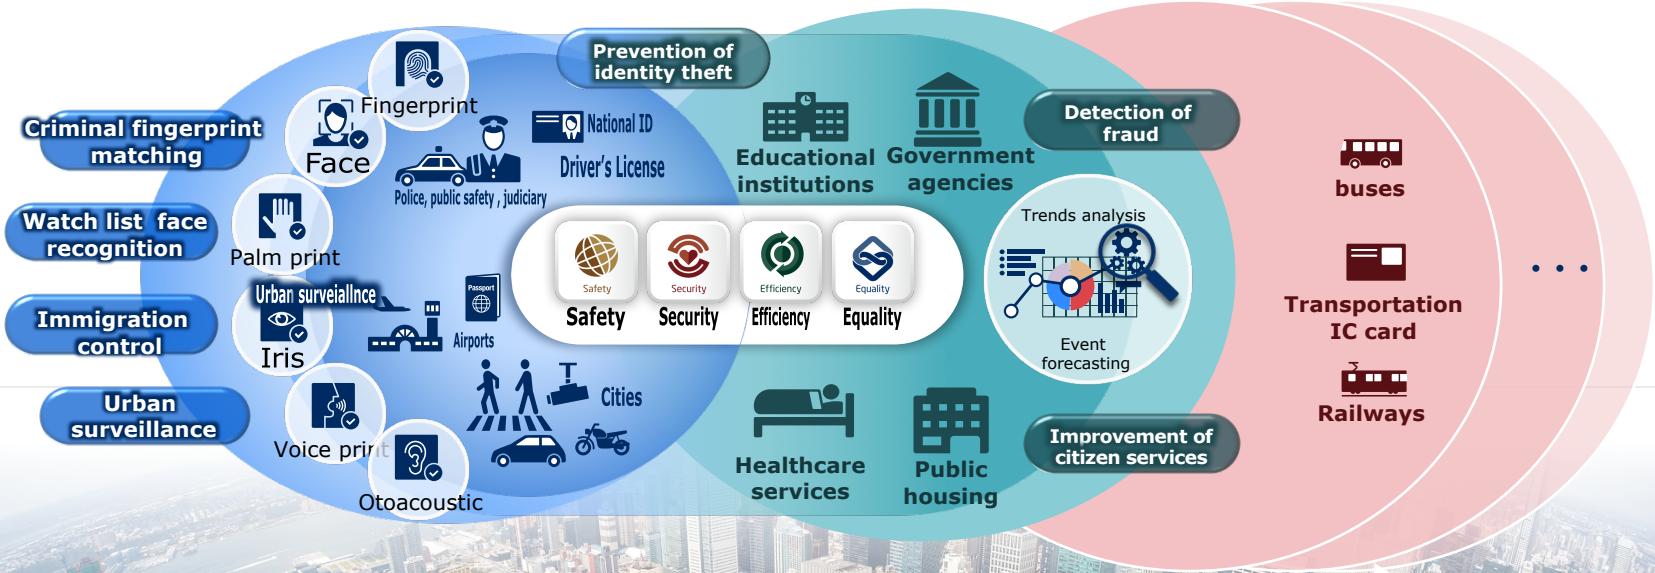 Criminal fingerprint
matching
Watch list face
recognition
Immigration
control
Urban
surveillance
Fingerprint
Face
Palm print
Urban surveiallnce
Iris
Voice print
Otoacoustic
Prevention of
identity theft
National ID
Driver's License
Police, public safety , judiciary
Passport
Airports
Cities
Safety
Security
Efficiency
Equality
Safety
Security
Efficiency
Equality
Educational
institutions
Government
agencies
Healthcare
services
Public
housing
Detection of
fraud
Trends analysis
Event
forecasting
Improvement of
citizen services
buses
Transportation
IC card
Railways
• • •